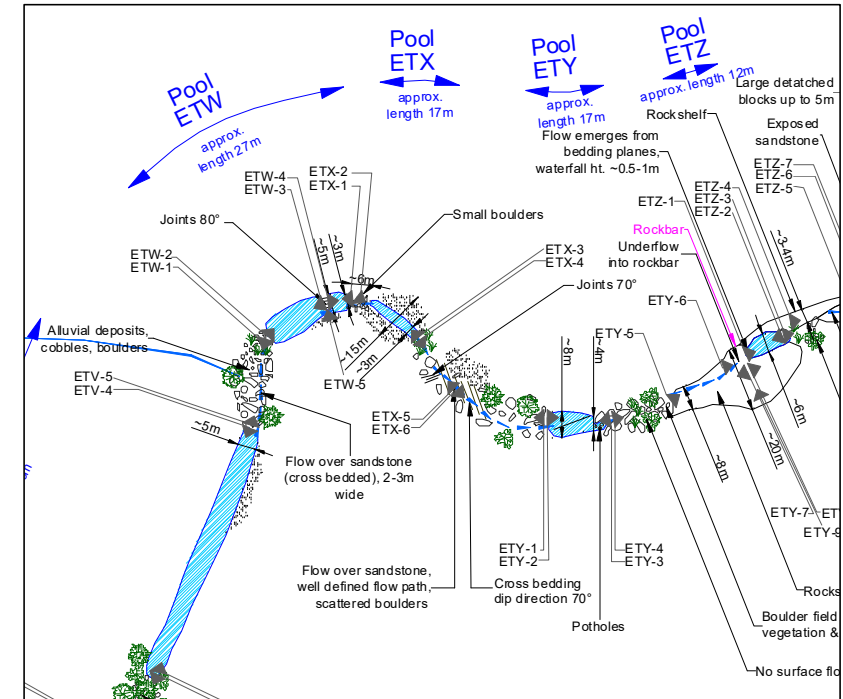 Pool
ETW
approx.
length 27m
Pool
ETX
approx.
length 17m
Pool
ETY
approx.
length 17m
Pool
ETZ
approx. length 12m
Large detatched
blocks up to 5m
Rockshelf
Exposed
sandstone
Flow emerges from
bedding planes,
waterfall ht. ~0.5-1m
ETZ-7
ETZ-6
ETZ-5
ETZ-4
ETZ-3
ETZ-2
ETZ-1
ETX-2
ETX-1
ETW-4
ETW-3
Joints 80°
Small boulders
~5m
~3m
~6m
ETW-2
ETW-1
ETX-3
ETX-4
Joints 70°
Rockbar
Underflow
into rockbar
~3-4m
ETY-6
ETY-5
Alluvial deposits,
cobbles, boulders
ETV-5
ETV-4
~15m
~3m
ETW-5
~8m
~4m
ETX-5
ETX-6
~5m
~6m
~20m
~8m
Flow over sandstone
(cross bedded), 2-3m
wide
ETY-1
ETY-2
ETY-4
ETY-3
ETY-7
ET
ETY-9
Flow over sandstone,
well defined flow path,
scattered boulders
Cross bedding
dip direction 70°
Potholes
Rocks
Boulder field
vegetation &
No surface flo